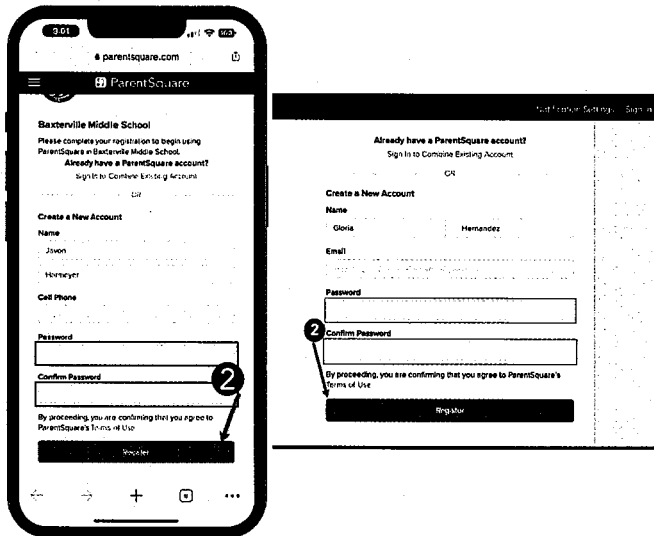 3:01
parentsquare.com
ParentSquare
Baxterville Middle School
Please complete your registration to begin using
ParentSquare in Baxterville Middle School.
Already have a ParentSquare account?
Sign In to Combine Existing Account
OR
Create a New Account
Name
Javon
Hormeyer
Cell Phone
Password
Confirm Password
2
By proceeding, you are confirming that you agree to
ParentSquare's Terms of Use
Register
Notification Settings Sign In
Already have a ParentSquare account?
Sign In to Combine Existing Account
OR
Create a New Account
Name
Gloria Hernandez
Email
Password
Confirm Password
2
By proceeding, you are confirming that you agree to ParentSquare's
Terms of Use
Register